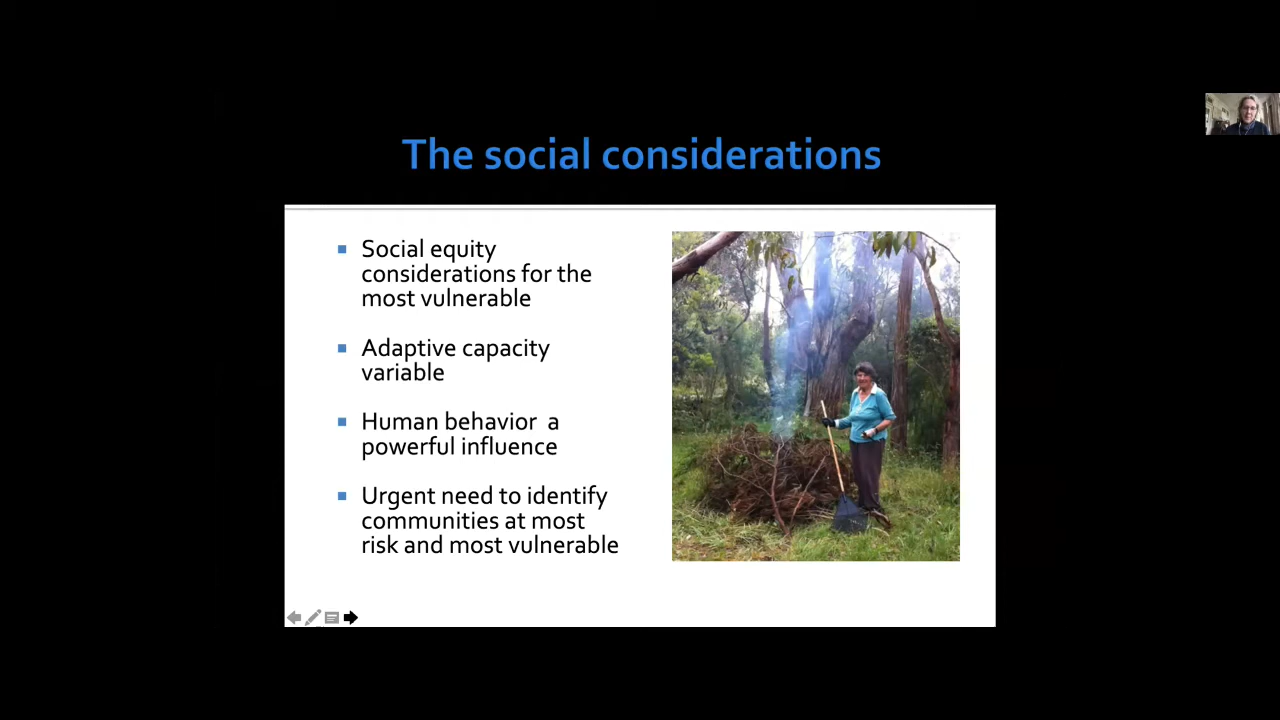 The social considerations
Social equity
considerations for the
most vulnerable
Adaptive capacity
variable
Human behavior  a
powerful influence
Urgent need to identify
communities at most
risk and most vulnerable